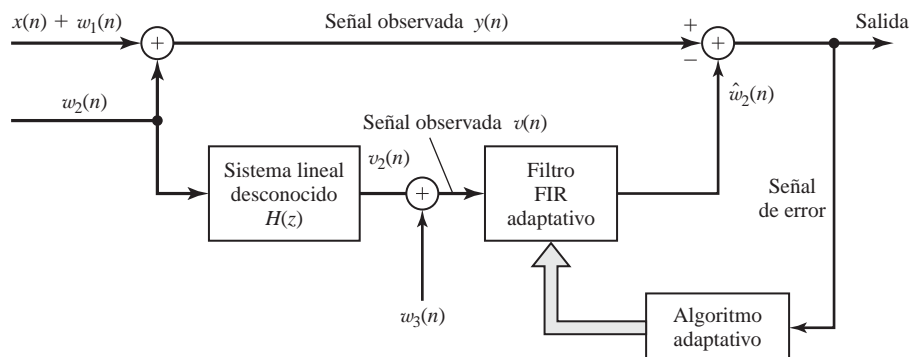 x(n) + w₁(n)
Señal observada y(n)
Salida
+
+
−
+
w₂(n)
ŵ₂(n)
Señal observada v(n)
Sistema lineal
desconocido
H(z)
v₂(n)
+
Filtro
FIR
adaptativo
Señal
de error
w₃(n)
Algoritmo
adaptativo